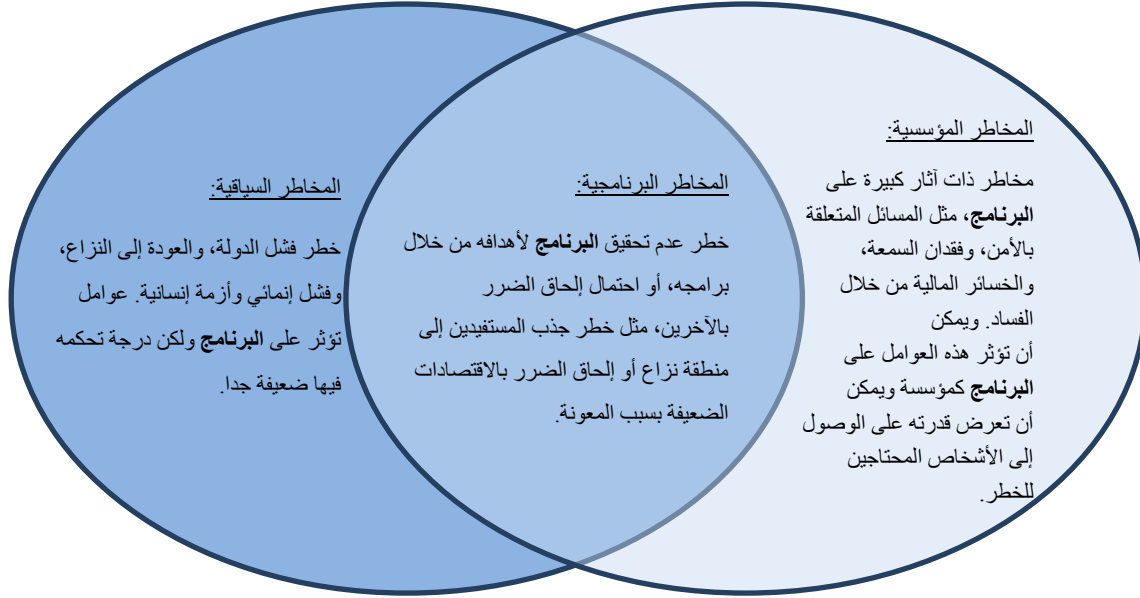 المخاطر المؤسسية:
مخاطر ذات آثار كبيرة على
البرنامج، مثل المسائل المتعلقة
بالأمن، وفقدان السمعة،
والخسائر المالية من خلال
الفساد. ويمكن
أن تؤثر هذه العوامل على
البرنامج كمؤسسة ويمكن
أن تعرض قدرته على الوصول
إلى الأشخاص المحتاجين
للخطر.
المخاطر البرنامجية:
خطر عدم تحقيق البرنامج لأهدافه من خلال
برامجه، أو احتمال إلحاق الضرر
بالآخرين، مثل خطر جذب المستفيدين إلى
منطقة نزاع أو إلحاق الضرر بالاقتصادات
الضعيفة بسبب المعونة.
المخاطر السياقية:
خطر فشل الدولة، والعودة إلى النزاع،
وفشل إنمائي وأزمة إنسانية. عوامل
تؤثر على البرنامج ولكن درجة تحكمه
فيها ضعيفة جدا.